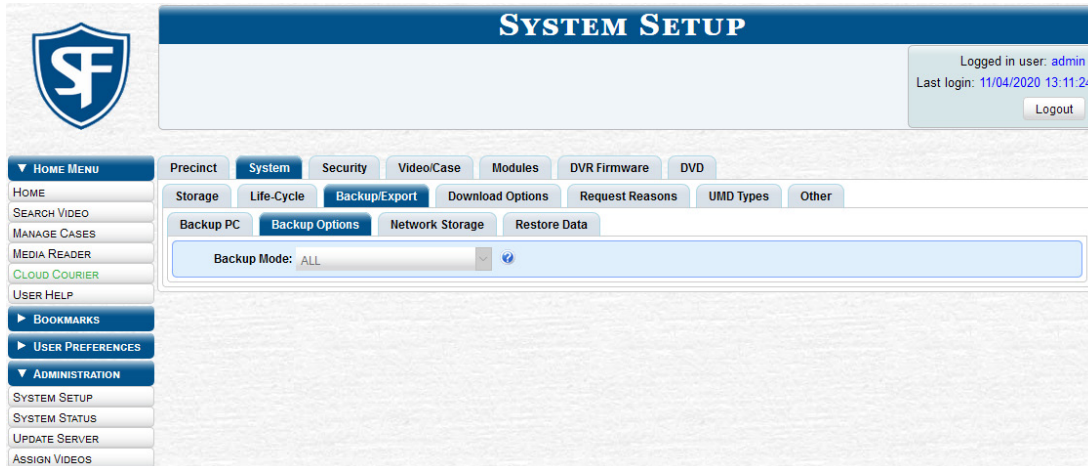 SYSTEM SETUP
SF
Logged in user: admin
Last login: 11/04/2020 13:11:24
Logout
▼ HOME MENU
HOME
SEARCH VIDEO
MANAGE CASES
MEDIA READER
CLOUD COURIER
USER HELP
► BOOKMARKS
► USER PREFERENCES
▼ ADMINISTRATION
SYSTEM SETUP
SYSTEM STATUS
UPDATE SERVER
ASSIGN VIDEOS
Precinct System Security Video/Case Modules DVR Firmware DVD
Storage Life-Cycle Backup/Export Download Options Request Reasons UMD Types Other
Backup PC Backup Options Network Storage Restore Data
Backup Mode: ALL ?